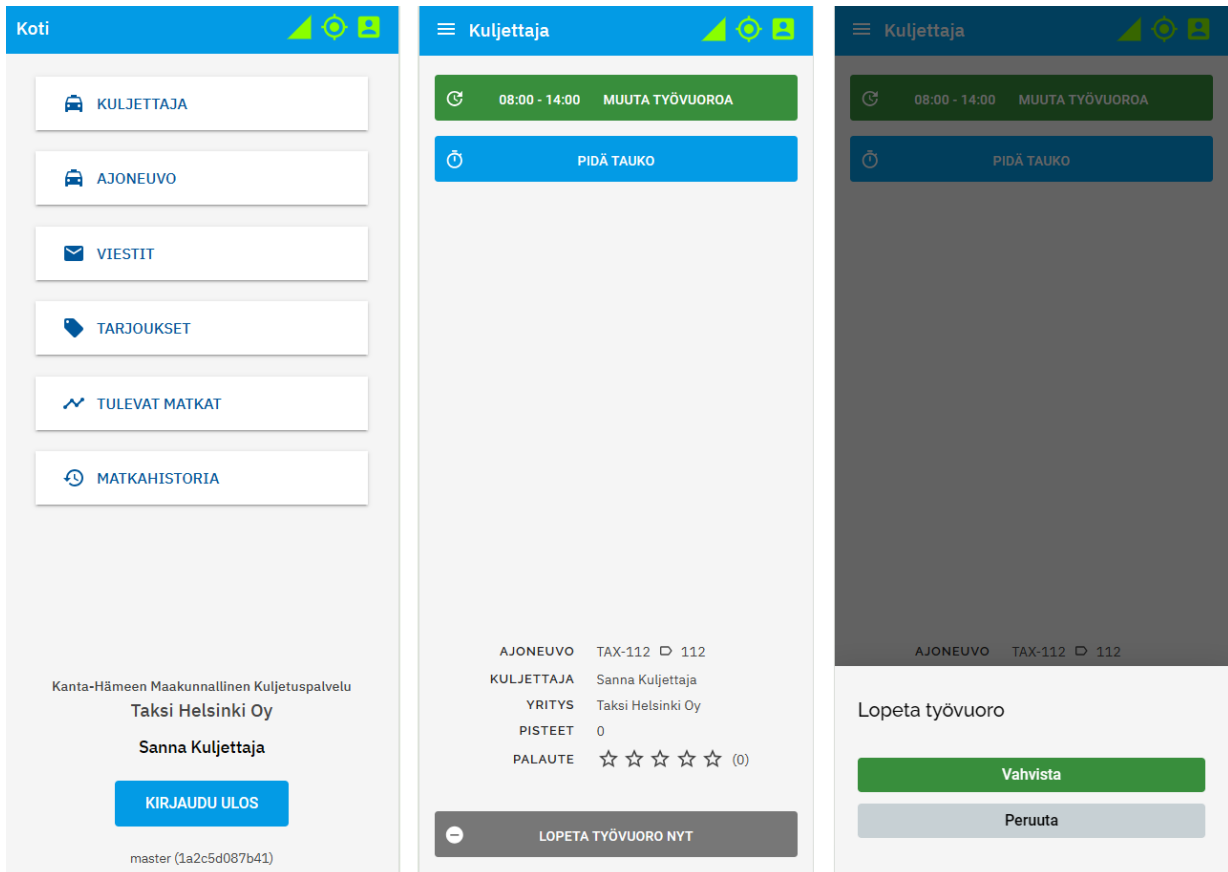 Koti
KULJETTAJA
AJONEUVO
VIESTIT
TARJOUKSET
TULEVAT MATKAT
MATKAHISTORIA
Kanta-Hämeen Maakunnallinen Kuljetuspalvelu
Taksi Helsinki Oy
Sanna Kuljettaja
KIRJAUDU ULOS
master (1a2c5d087b41)
Kuljettaja
08:00 - 14:00 MUUTA TYÖVUOROA
PIDÄ TAUKO
AJONEUVO TAX-112 112
KULJETTAJA Sanna Kuljettaja
YRITYS Taksi Helsinki Oy
PISTEET 0
PALAUTE (0)
LOPETA TYÖVUORO NYT
Kuljettaja
08:00 - 14:00 MUUTA TYÖVUOROA
PIDÄ TAUKO
AJONEUVO TAX-112 112
Lopeta työvuoro
Vahvista
Peruuta